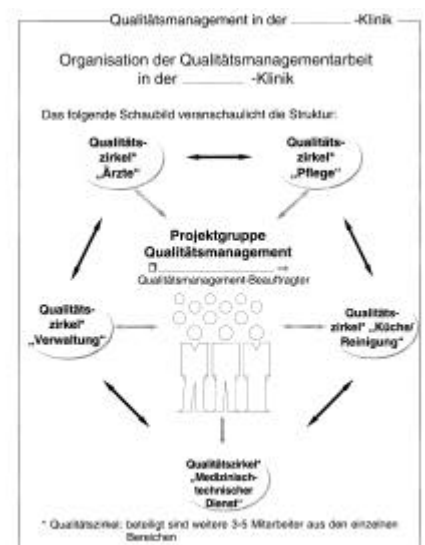 Qualitätsmanagement in der ............ -Klinik
Organisation der Qualitätsmanagementarbeit
in der ............ -Klinik
Das folgende Schaubild veranschaulicht die Struktur:
Qualitäts-
zirkel*
„Ärzte“
Qualitäts-
zirkel*
„Pflege“
Projektgruppe
Qualitätsmanagement
Qualitätsmanagement-Beauftragter
Qualitäts-
zirkel*
„Verwaltung“
Qualitäts-
zirkel* „Küche/
Reinigung“
Qualitätszirkel*
„Medizinisch-
technischer
Dienst“
* Qualitätszirkel: beteiligt sind weitere 3-5 Mitarbeiter aus den einzelnen
Bereichen